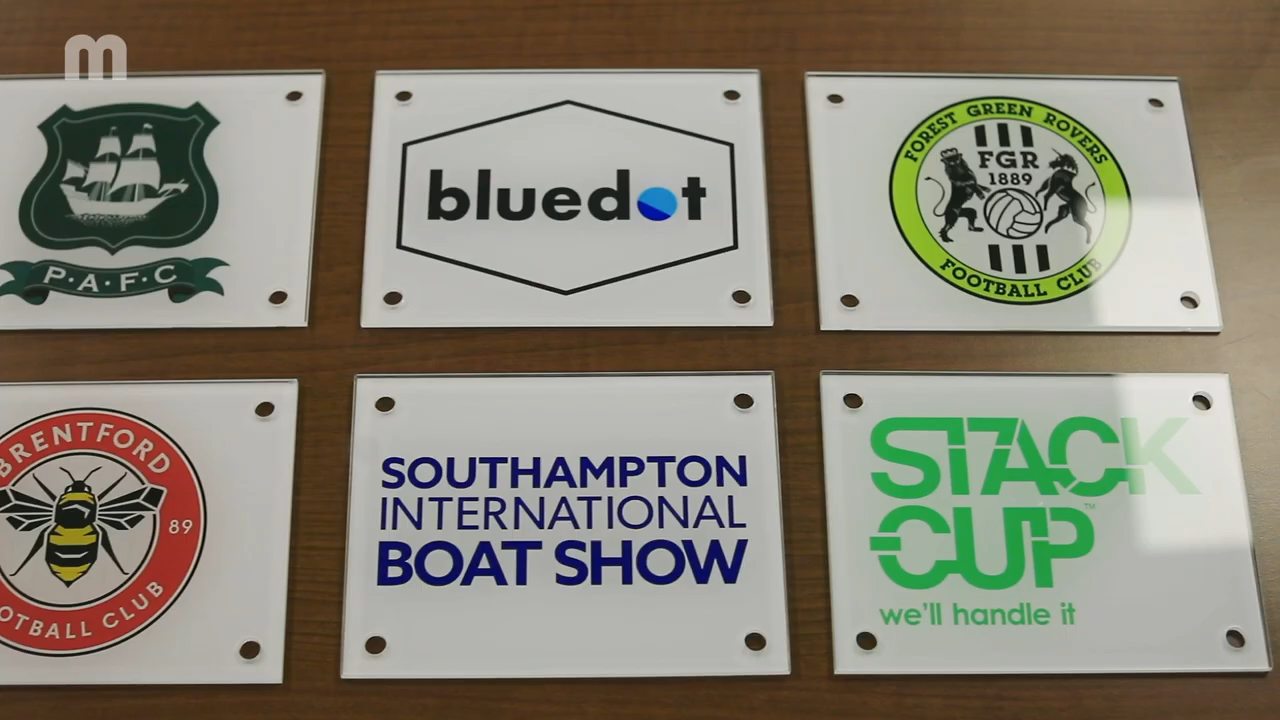 m
P·A·F·C
bluedot
FOREST GREEN ROVERS
FGR
1889
FOOTBALL CLUB
BRENTFORD
89
OTBALL CLUB
SOUTHAMPTON
INTERNATIONAL
BOAT SHOW
STACK
CUP™
we'll handle it